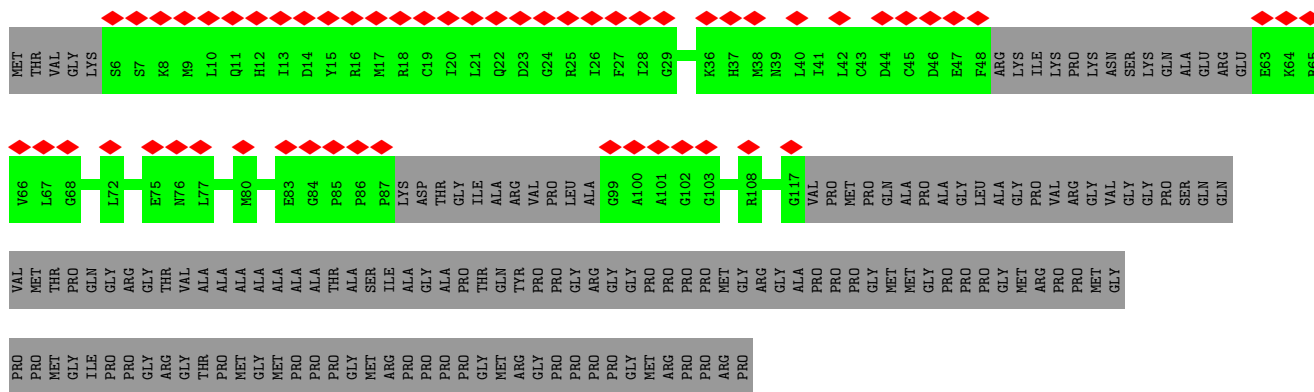 MET THR VAL GLY LYS S6 S7 K8 M9 L10 Q11 H12 I13 D14 Y15 R16 M17 R18 C19 I20 L21 Q22 D23 G24 R25 I26 F27 I28 G29 K36 H37 M38 N39 L40 I41 L42 C43 D44 C45 D46 E47 F48 ARG LYS ILE LYS PRO LYS ASN SER LYS GLN ALA GLU ARG GLU E63 K64 R65
V66 L67 G68 L72 E75 N76 L77 M80 E83 G84 P85 P86 P87 LYS ASP THR GLY ILE ALA ARG VAL PRO LEU ALA G99 A100 A101 G102 G103 R108 G117 VAL PRO MET PRO GLN ALA PRO ALA GLY LEU ALA GLY PRO VAL ARG GLY VAL GLY GLY PRO SER GLN GLN
VAL MET THR PRO GLN GLY ARG GLY THR VAL ALA ALA ALA ALA ALA ALA ALA THR ALA SER ILE ALA GLY ALA PRO THR GLN TYR PRO PRO GLY ARG GLY GLY PRO PRO PRO PRO MET GLY ARG GLY ALA PRO PRO PRO GLY MET MET GLY PRO PRO PRO GLY MET ARG PRO PRO MET GLY
PRO PRO MET GLY ILE PRO PRO GLY ARG GLY THR PRO MET GLY MET PRO PRO PRO GLY MET ARG PRO PRO PRO PRO GLY MET ARG GLY PRO PRO PRO PRO GLY MET ARG PRO PRO ARG PRO